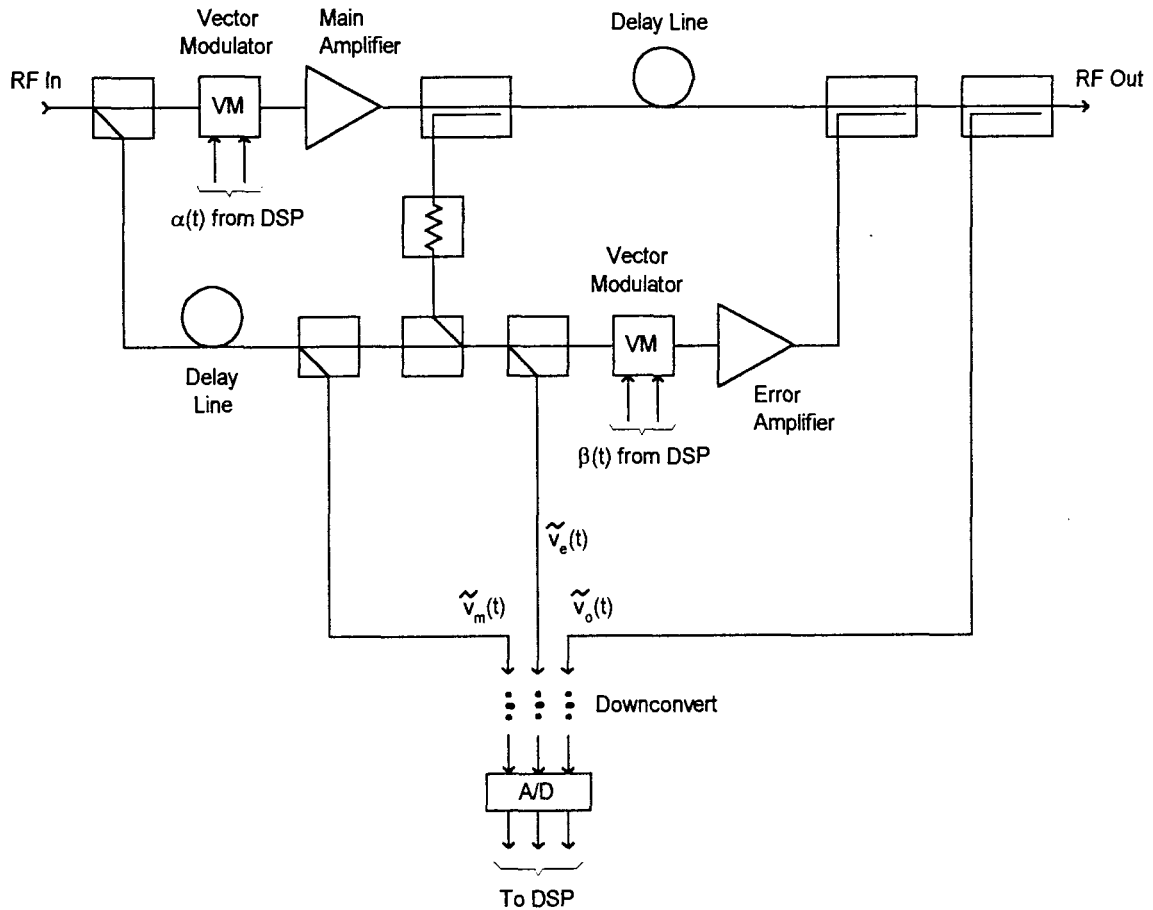 Vector
Modulator
Main
Amplifier
Delay Line
RF In
VM
RF Out
α(t) from DSP
Vector
Modulator
VM
Delay
Line
Error
Amplifier
β(t) from DSP
ṽₑ(t)
ṽₘ(t)
ṽₒ(t)
Downconvert
A/D
To DSP